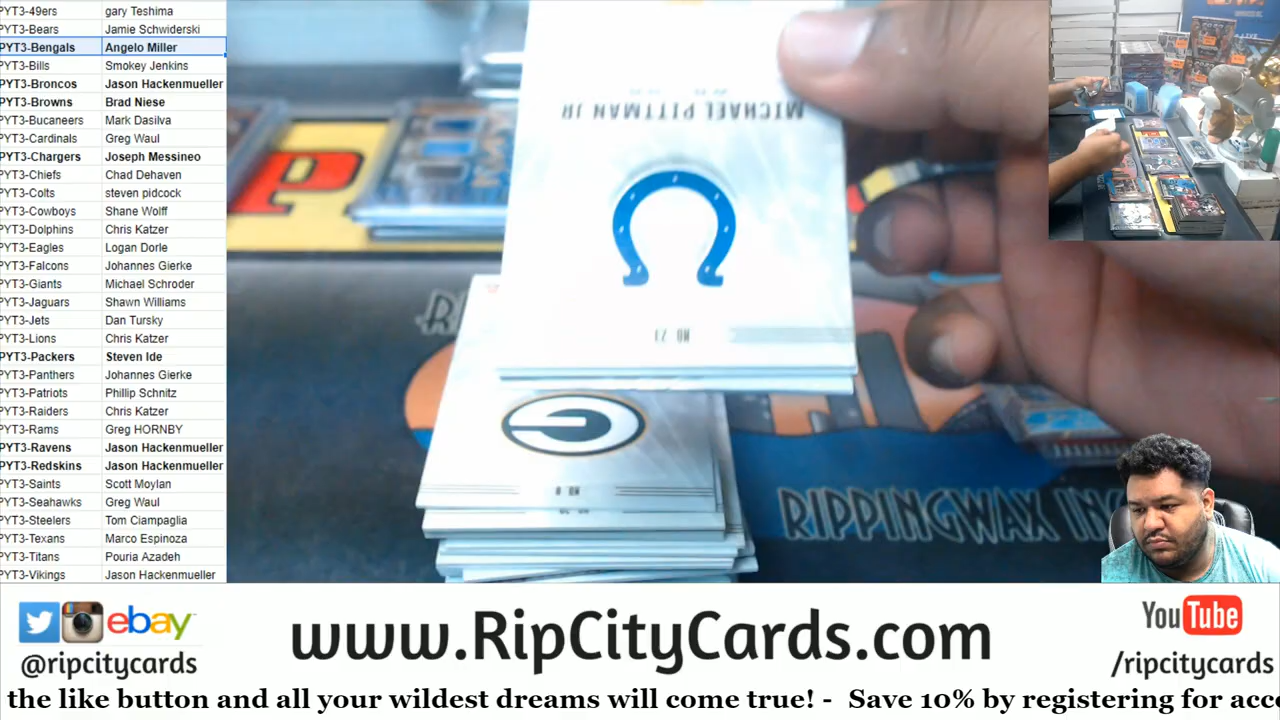 PYT3-49ers gary Teshima
PYT3-Bears Jamie Schwiderski
PYT3-Bengals Angelo Miller
PYT3-Bills Smokey Jenkins
PYT3-Broncos Jason Hackenmueller
PYT3-Browns Brad Niese
PYT3-Bucaneers Mark Dasilva
PYT3-Cardinals Greg Waul
PYT3-Chargers Joseph Messineo
PYT3-Chiefs Chad Dehaven
PYT3-Colts steven pidcock
PYT3-Cowboys Shane Wolff
PYT3-Dolphins Chris Katzer
PYT3-Eagles Logan Dorle
PYT3-Falcons Johannes Gierke
PYT3-Giants Michael Schroder
PYT3-Jaguars Shawn Williams
PYT3-Jets Dan Tursky
PYT3-Lions Chris Katzer
PYT3-Packers Steven Ide
PYT3-Panthers Johannes Gierke
PYT3-Patriots Phillip Schnitz
PYT3-Raiders Chris Katzer
PYT3-Rams Greg HORNBY
PYT3-Ravens Jason Hackenmueller
PYT3-Redskins Jason Hackenmueller
PYT3-Saints Scott Moylan
PYT3-Seahawks Greg Waul
PYT3-Steelers Tom Ciampaglia
PYT3-Texans Marco Espinoza
PYT3-Titans Pouria Azadeh
PYT3-Vikings Jason Hackenmueller
MICHAEL PITTMAN JR
NO. 21
G
P
RIPPINGWAX INC
ebay
@ripcitycards
www.RipCityCards.com
YouTube
/ripcitycards
the like button and all your wildest dreams will come true! - Save 10% by registering for acc